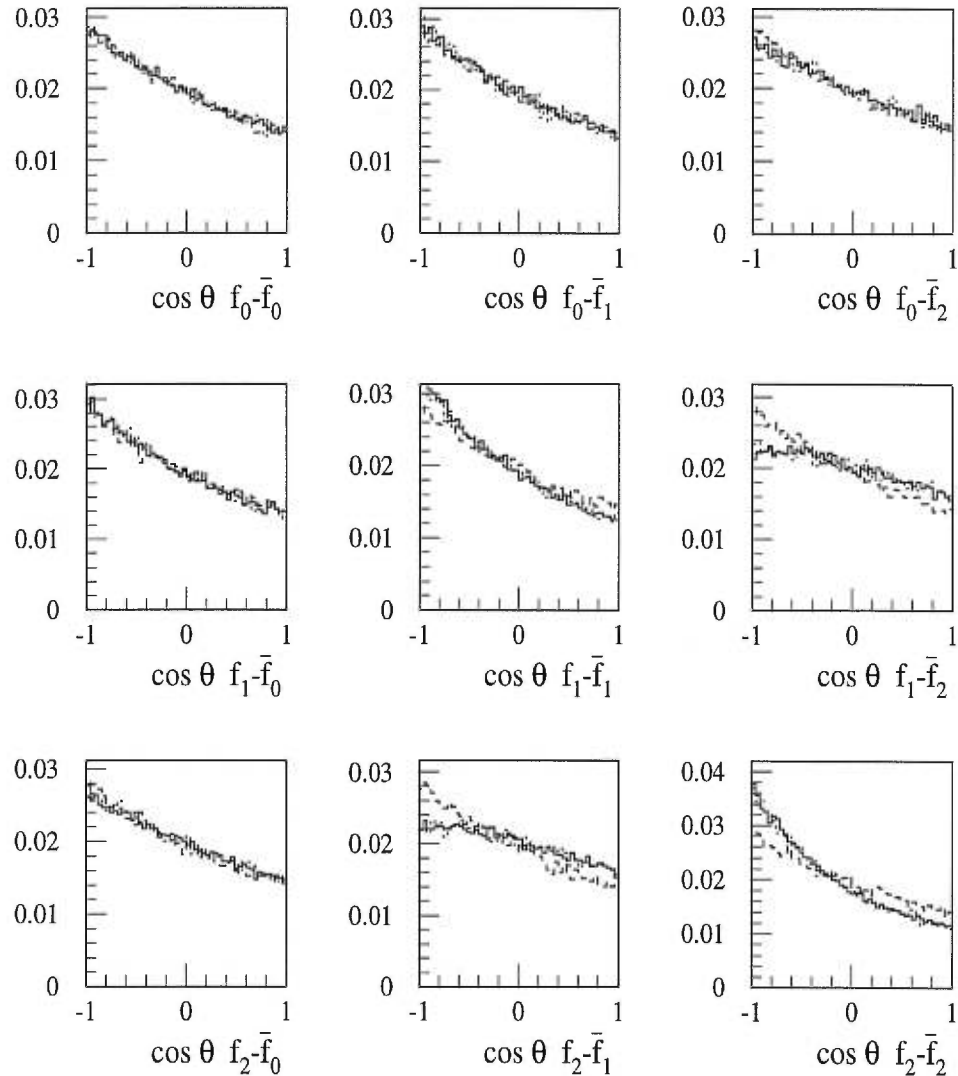 0.03 0.03 0.03
0.02 0.02 0.02
0.01 0.01 0.01
0 0 0
-1 0 1 -1 0 1 -1 0 1
cos θ f₀-f̄₀ cos θ f₀-f̄₁ cos θ f₀-f̄₂
0.03 0.03 0.03
0.02 0.02 0.02
0.01 0.01 0.01
0 0 0
-1 0 1 -1 0 1 -1 0 1
cos θ f₁-f̄₀ cos θ f₁-f̄₁ cos θ f₁-f̄₂
0.03 0.03 0.04
0.03
0.02 0.02 0.02
0.01 0.01 0.01
0 0 0
-1 0 1 -1 0 1 -1 0 1
cos θ f₂-f̄₀ cos θ f₂-f̄₁ cos θ f₂-f̄₂